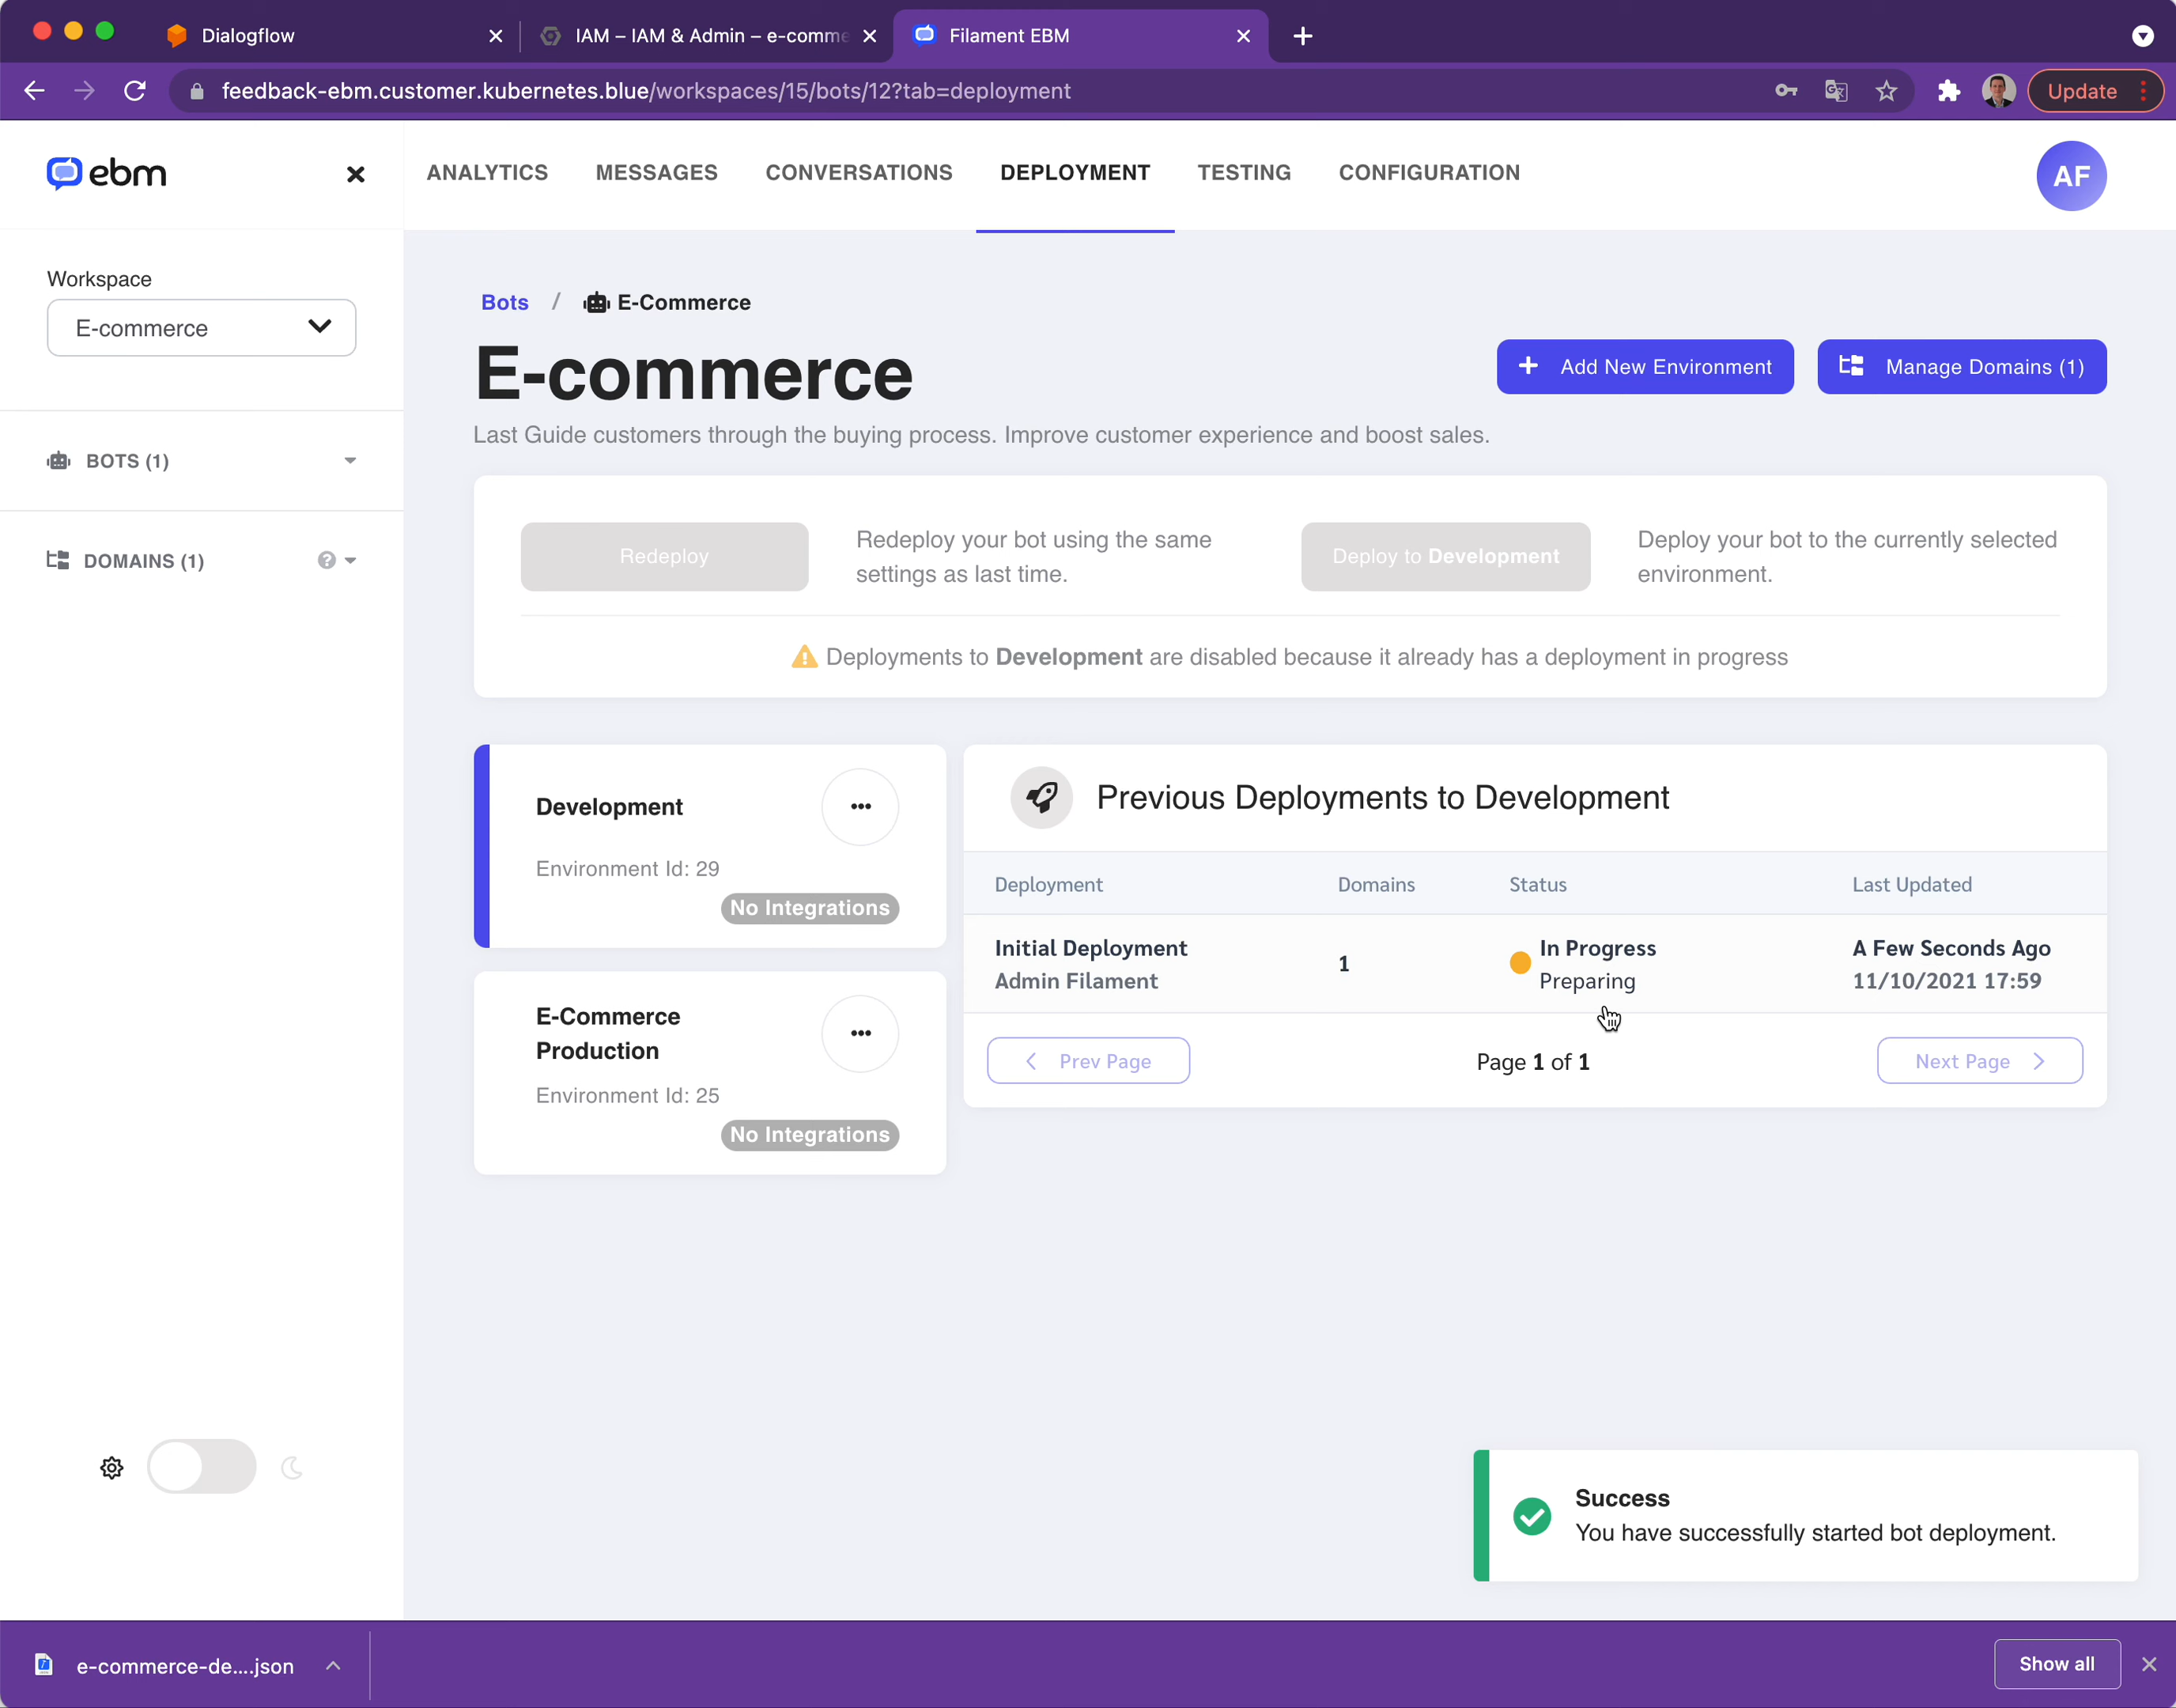 Dialogflow
IAM – IAM & Admin – e-comme
Filament EBM
feedback-ebm.customer.kubernetes.blue/workspaces/15/bots/12?tab=deployment
Update
ebm
ANALYTICS
MESSAGES
CONVERSATIONS
DEPLOYMENT
TESTING
CONFIGURATION
AF
Workspace
E-commerce
BOTS (1)
DOMAINS (1)
Bots / E-Commerce
E-commerce
Add New Environment
Manage Domains (1)
Last Guide customers through the buying process. Improve customer experience and boost sales.
Redeploy
Redeploy your bot using the same
settings as last time.
Deploy to Development
Deploy your bot to the currently selected
environment.
Deployments to Development are disabled because it already has a deployment in progress
Development
Environment Id: 29
No Integrations
E-Commerce
Production
Environment Id: 25
No Integrations
Previous Deployments to Development
Deployment
Domains
Status
Last Updated
Initial Deployment
Admin Filament
1
In Progress
Preparing
A Few Seconds Ago
11/10/2021 17:59
Prev Page
Page 1 of 1
Next Page
Success
You have successfully started bot deployment.
e-commerce-de....json
Show all